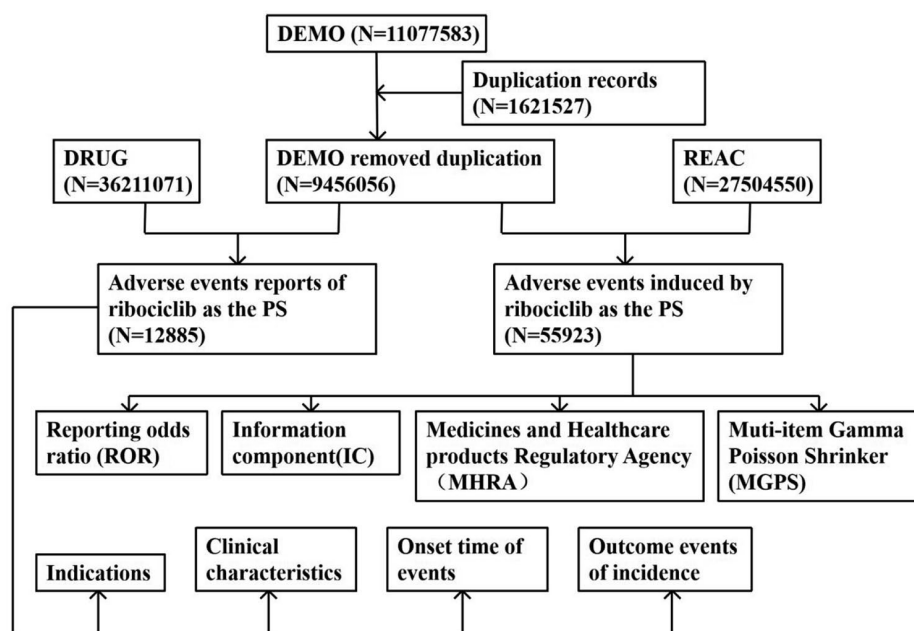 DEMO (N=11077583)
Duplication records
(N=1621527)
DRUG
(N=36211071)
DEMO removed duplication
(N=9456056)
REAC
(N=27504550)
Adverse events reports of
ribociclib as the PS
(N=12885)
Adverse events induced by
ribociclib as the PS
(N=55923)
Reporting odds
ratio (ROR)
Information
component(IC)
Medicines and Healthcare
products Regulatory Agency
（MHRA）
Muti-item Gamma
Poisson Shrinker
(MGPS)
Indications
Clinical
characteristics
Onset time of
events
Outcome events
of incidence